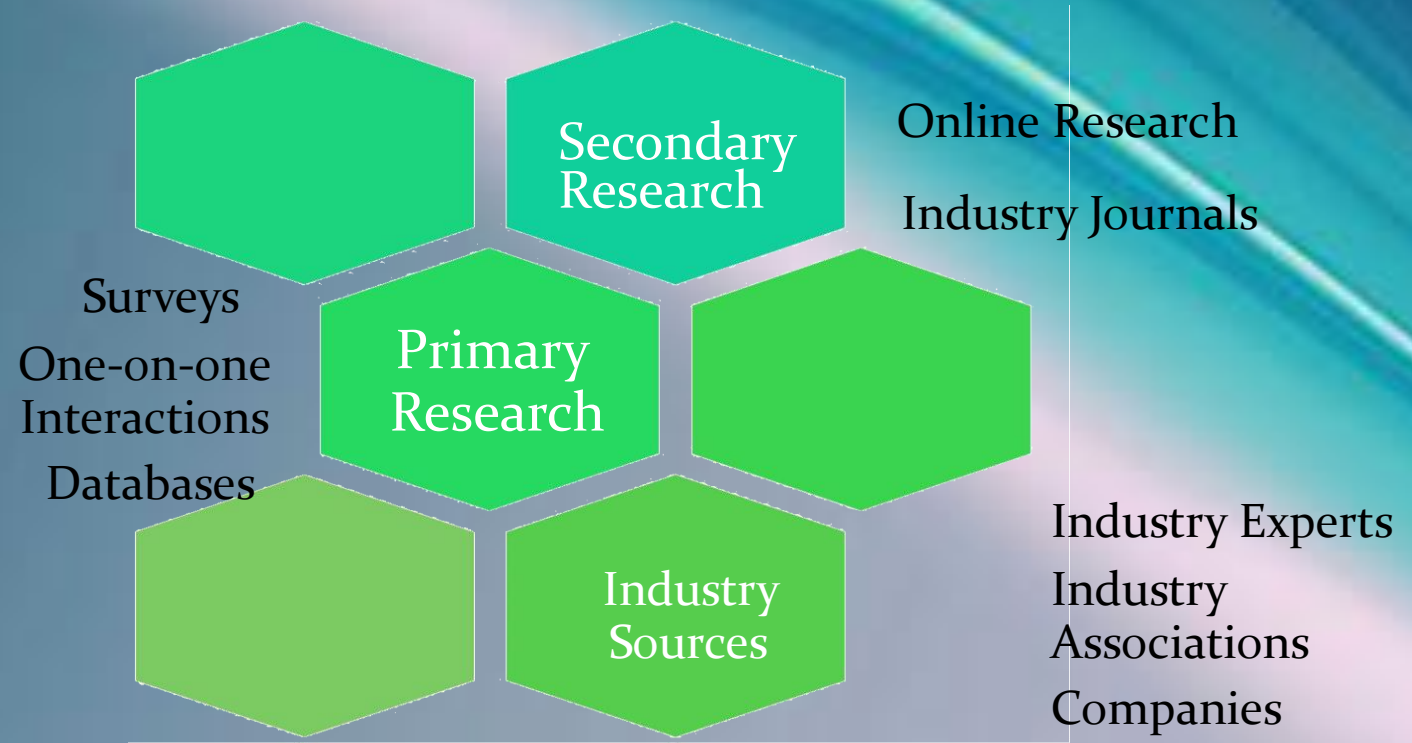 Secondary
Research
Online Research
Industry Journals
Surveys
One-on-one
Interactions
Databases
Primary
Research
Industry
Sources
Industry Experts
Industry
Associations
Companies